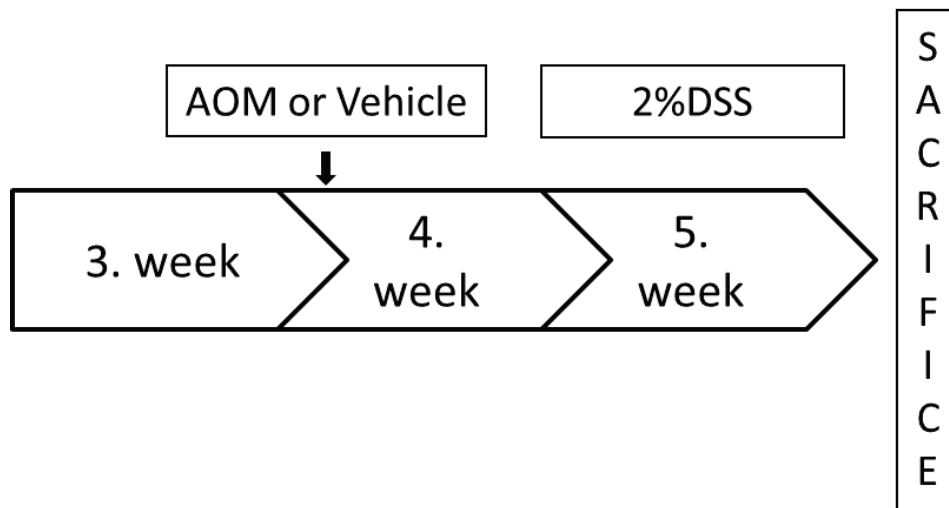 AOM or Vehicle
2%DSS
3. week
4.
week
5.
week
S
A
C
R
I
F
I
C
E